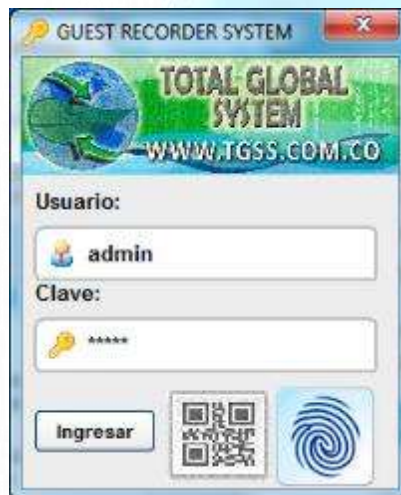 GUEST RECORDER SYSTEM
TOTAL GLOBAL
SYSTEM
WWW.TGSS.COM.CO
Usuario:
admin
Clave:
*****
Ingresar